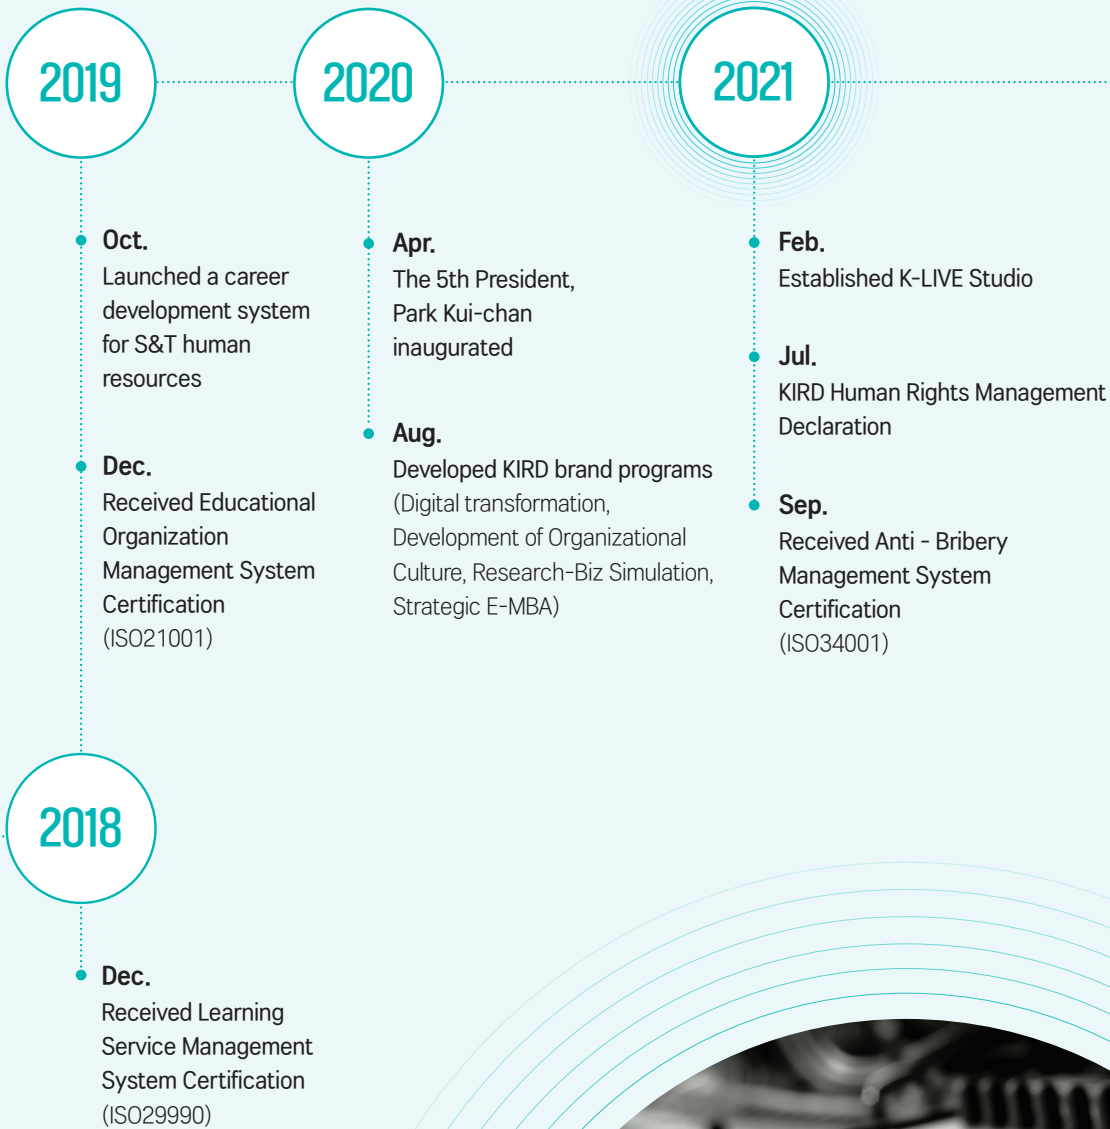 2019
Oct.
Launched a career
development system
for S&T human
resources
Dec.
Received Educational
Organization
Management System
Certification
(ISO21001)
2020
Apr.
The 5th President,
Park Kui-chan
inaugurated
Aug.
Developed KIRD brand programs
(Digital transformation,
Development of Organizational
Culture, Research-Biz Simulation,
Strategic E-MBA)
2021
Feb.
Established K-LIVE Studio
Jul.
KIRD Human Rights Management
Declaration
Sep.
Received Anti - Bribery
Management System
Certification
(ISO34001)
2018
Dec.
Received Learning
Service Management
System Certification
(ISO29990)